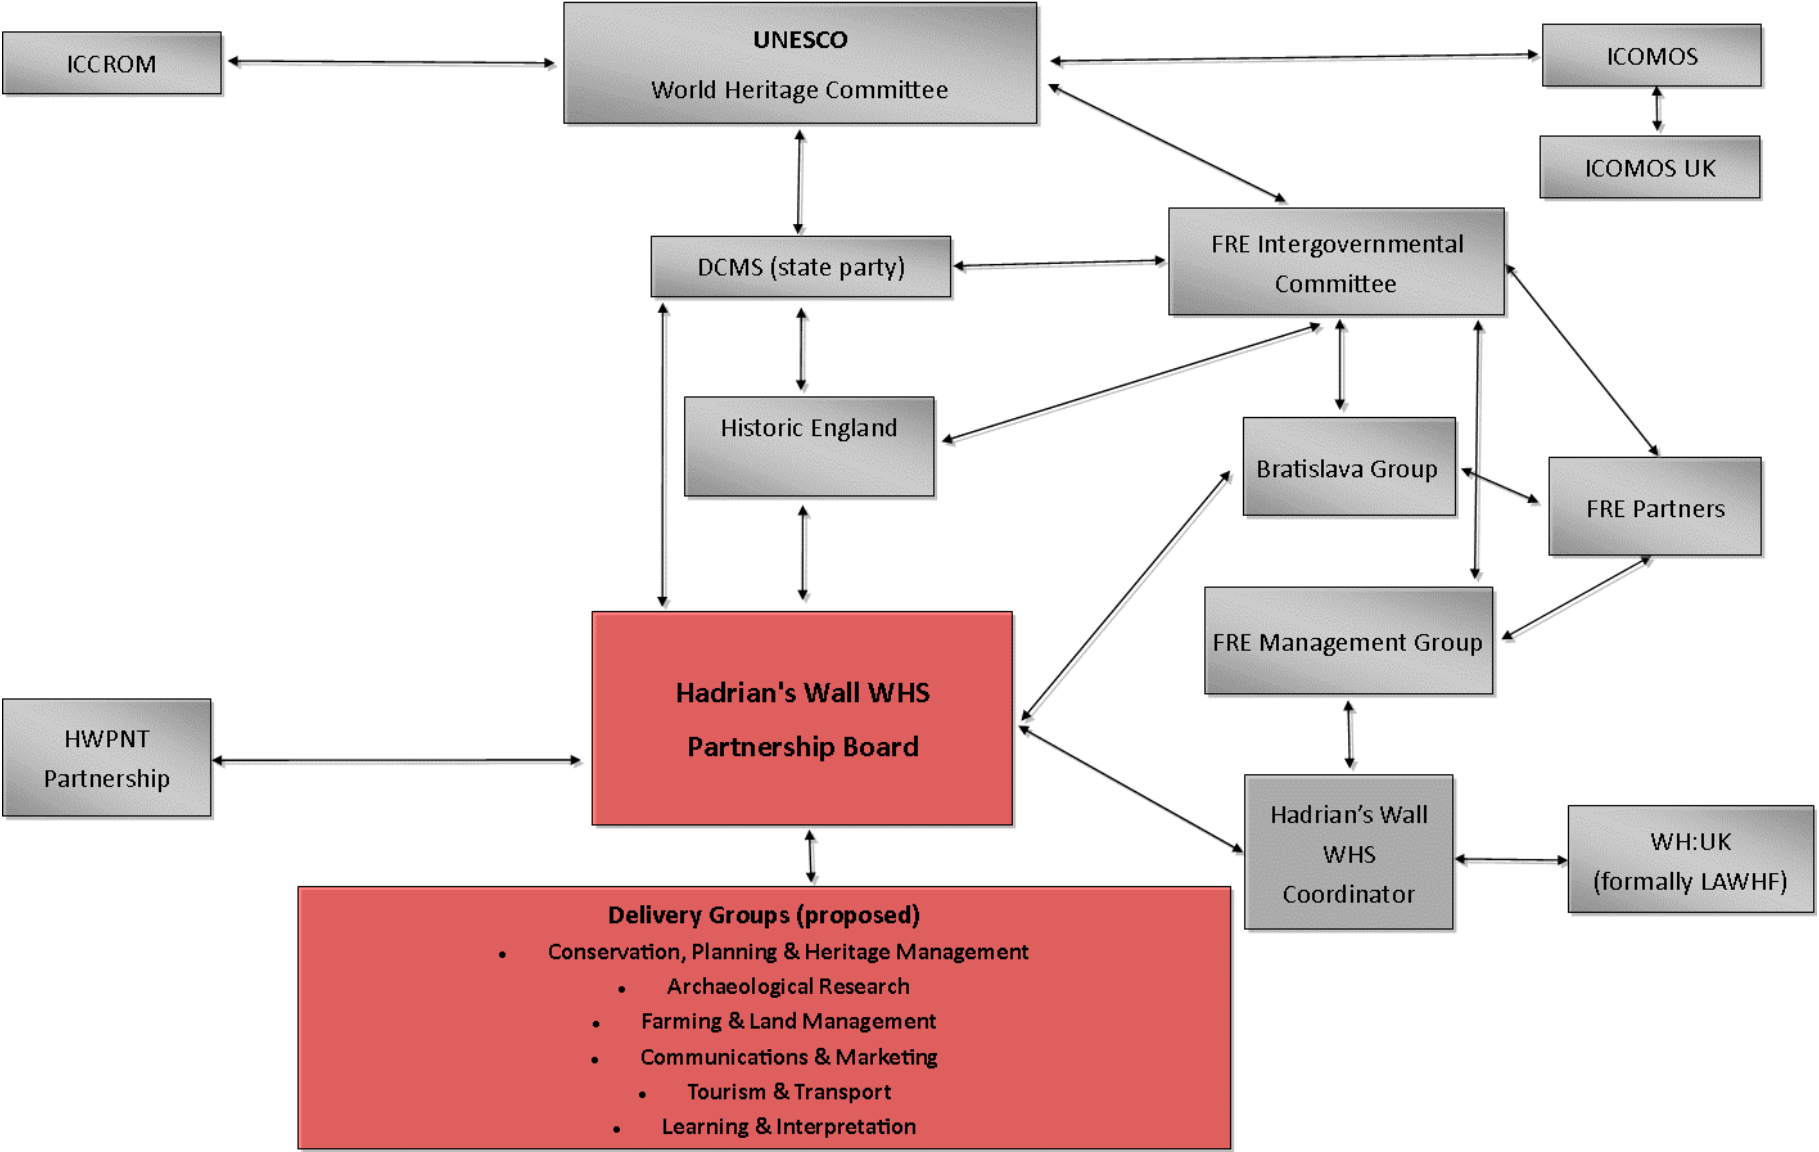 UNESCO
World Heritage Committee
ICCROM
ICOMOS
ICOMOS UK
DCMS (state party)
FRE Intergovernmental
Committee
Historic England
Bratislava Group
FRE Partners
FRE Management Group
Hadrian's Wall WHS
Partnership Board
HWPNT
Partnership
Hadrian’s Wall
WHS
Coordinator
WH:UK
(formally LAWHF)
Delivery Groups (proposed)
• Conservation, Planning & Heritage Management
• Archaeological Research
• Farming & Land Management
• Communications & Marketing
• Tourism & Transport
• Learning & Interpretation